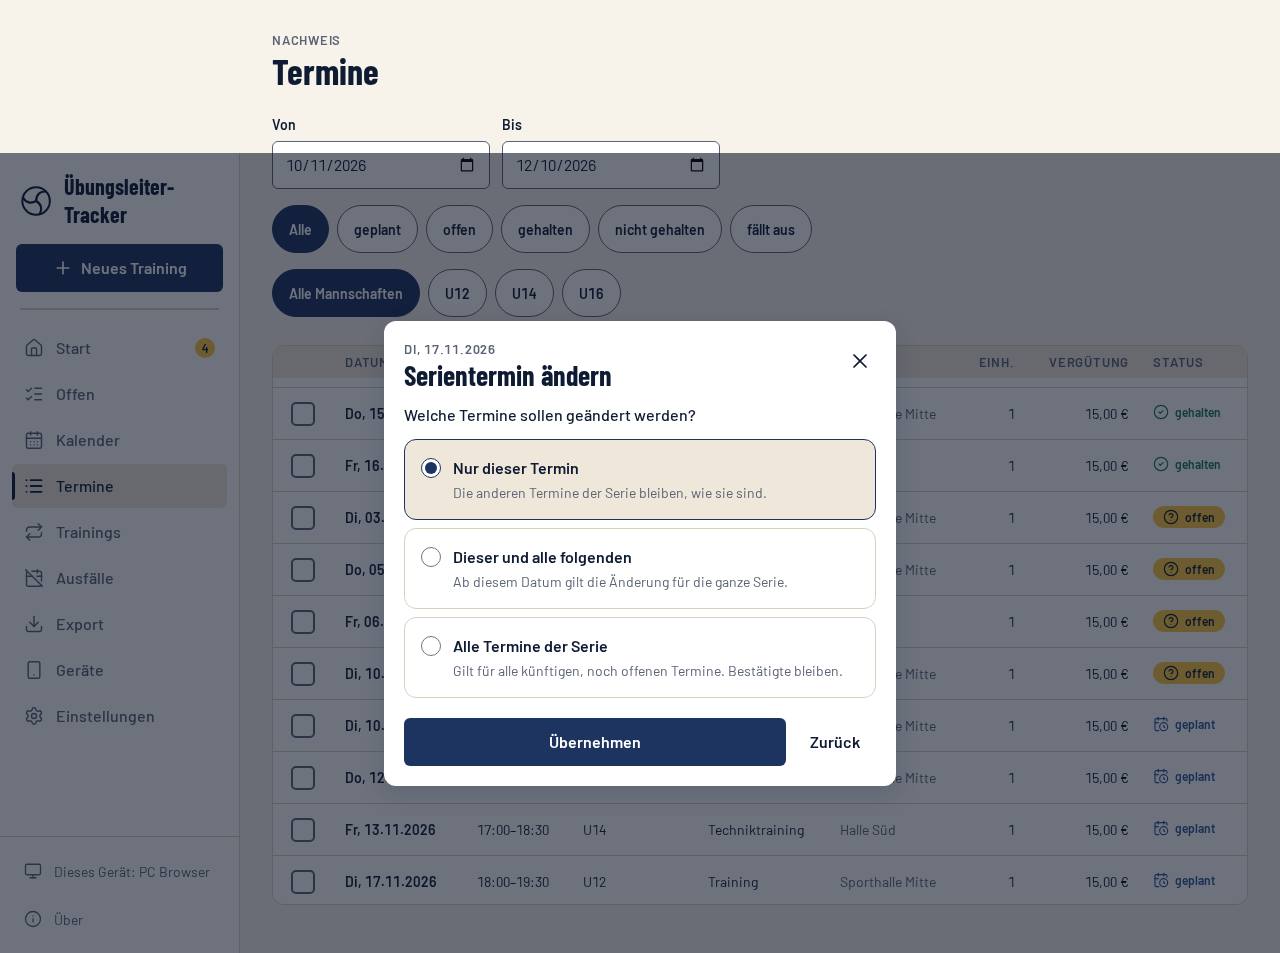 NACHWEIS
Termine
Von
Bis
10/11/2026
12/10/2026
Übungsleiter-
Tracker
Neues Training
Start
4
Offen
Kalender
Termine
Trainings
Ausfälle
Export
Geräte
Einstellungen
Dieses Gerät: PC Browser
Über
Alle
geplant
offen
gehalten
nicht gehalten
fällt aus
Alle Mannschaften
U12
U14
U16
DI, 17.11.2026
Serientermin ändern
Welche Termine sollen geändert werden?
Nur dieser Termin
Die anderen Termine der Serie bleiben, wie sie sind.
Dieser und alle folgenden
Ab diesem Datum gilt die Änderung für die ganze Serie.
Alle Termine der Serie
Gilt für alle künftigen, noch offenen Termine. Bestätigte bleiben.
Übernehmen
Zurück
EINH. VERGÜTUNG STATUS
Do, 15 Mitte 1 15,00 € gehalten
Fr, 16. 1 15,00 € gehalten
Di, 03. Mitte 1 15,00 € offen
Do, 05 Mitte 1 15,00 € offen
Fr, 06. 1 15,00 € offen
Di, 10. Mitte 1 15,00 € offen
Di, 10. Mitte 1 15,00 € geplant
Do, 12 Mitte 1 15,00 € geplant
Fr, 13.11.2026 17:00–18:30 U14 Techniktraining Halle Süd 1 15,00 € geplant
Di, 17.11.2026 18:00–19:30 U12 Training Sporthalle Mitte 1 15,00 € geplant